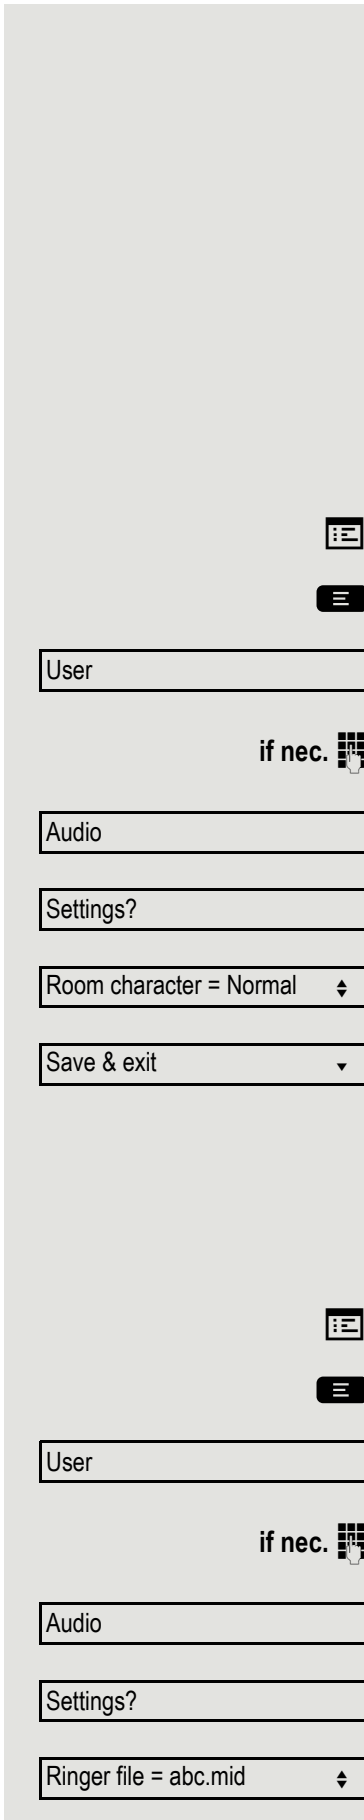 User
if nec.
Audio
Settings?
Room character = Normal
Save & exit
User
if nec.
Audio
Settings?
Ringer file = abc.mid